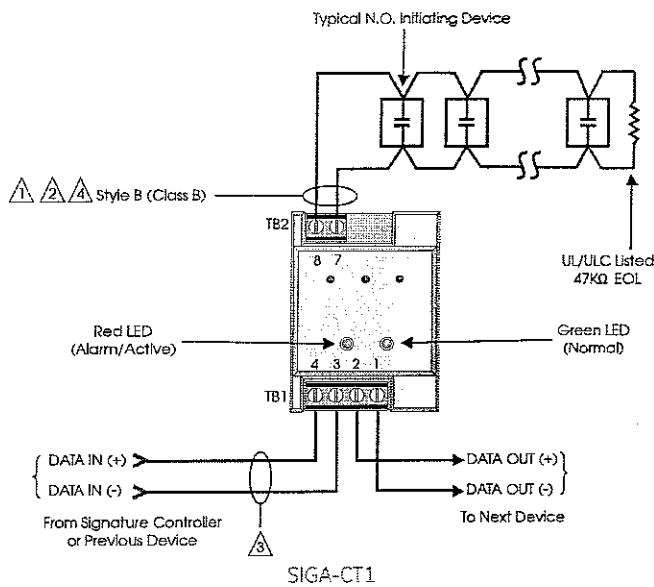 Typical N.O. Initiating Device
1 2 4 Style B (Class B)
TB2
8 7
UL/ULC Listed
47KΩ EOL
Red LED
(Alarm/Active)
Green LED
(Normal)
4 3 2 1
TB1
DATA IN (+)
DATA IN (-)
DATA OUT (+)
DATA OUT (-)
From Signature Controller
or Previous Device
To Next Device
3
SIGA-CT1